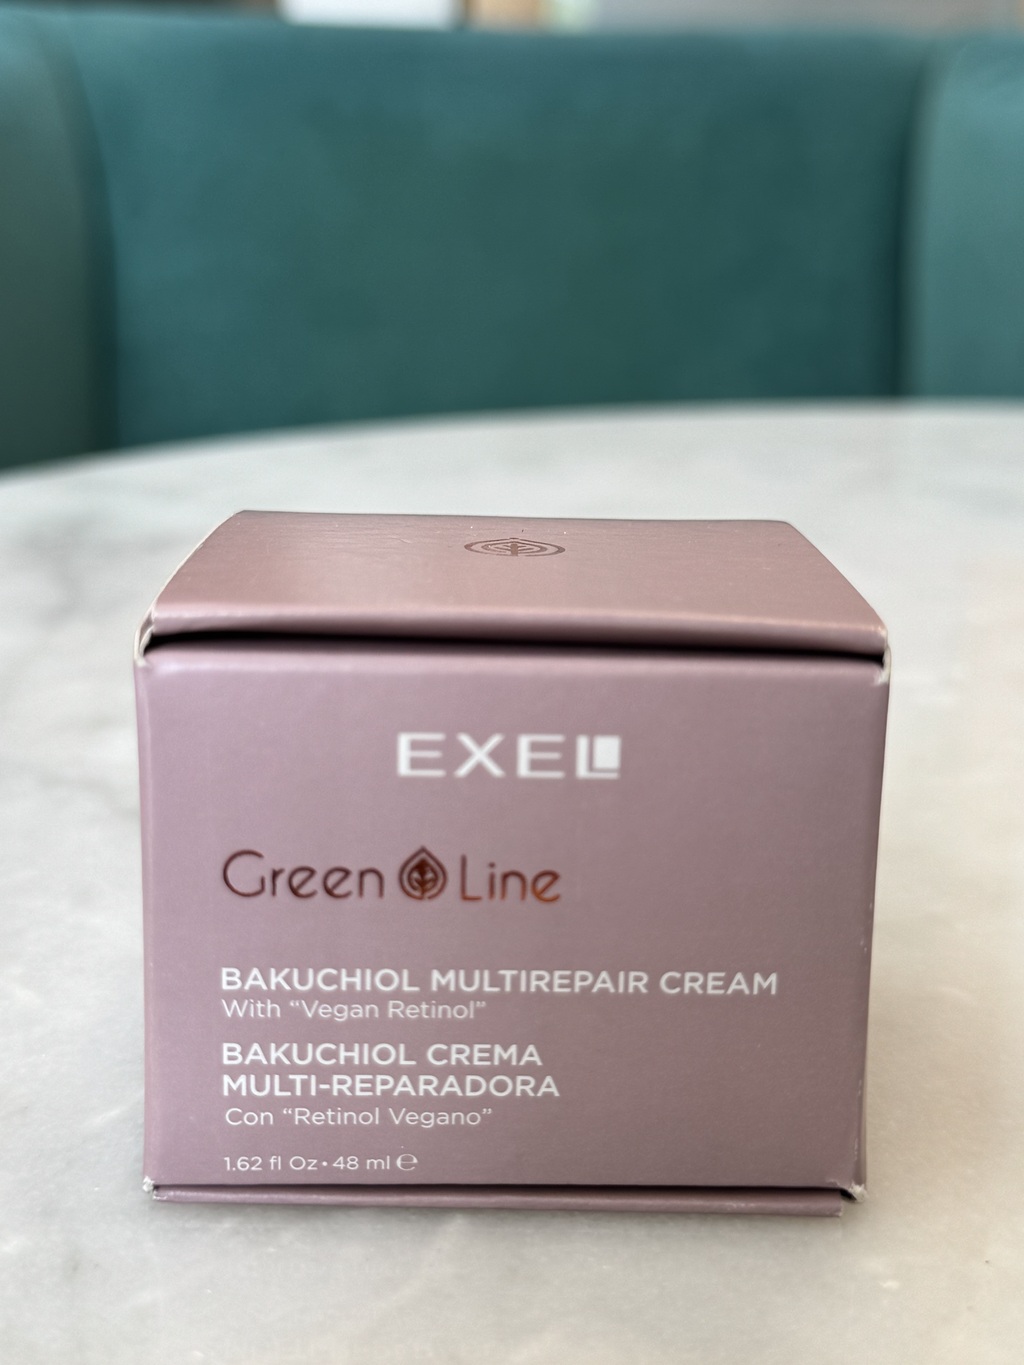 EXEL
Green Line
BAKUCHIOL MULTIREPAIR CREAM
With “Vegan Retinol”
BAKUCHIOL CREMA
MULTI-REPARADORA
Con “Retinol Vegano”
1.62 fl Oz • 48 ml ℮